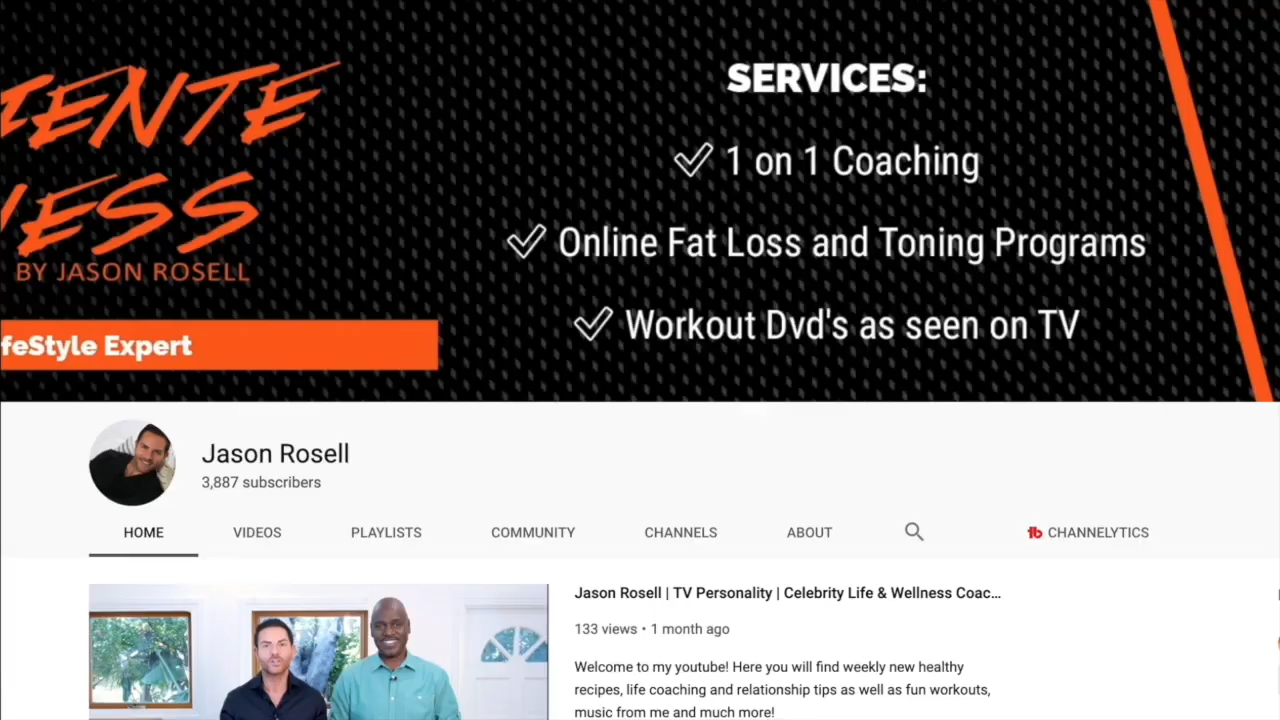 IENTE
NESS
BY JASON ROSELL
feStyle Expert
SERVICES:
1 on 1 Coaching
Online Fat Loss and Toning Programs
Workout Dvd's as seen on TV
Jason Rosell
3,887 subscribers
HOME VIDEOS PLAYLISTS COMMUNITY CHANNELS ABOUT tb CHANNELYTICS
Jason Rosell | TV Personality | Celebrity Life & Wellness Coac...
133 views • 1 month ago
Welcome to my youtube! Here you will find weekly new healthy
recipes, life coaching and relationship tips as well as fun workouts,
music from me and much more!